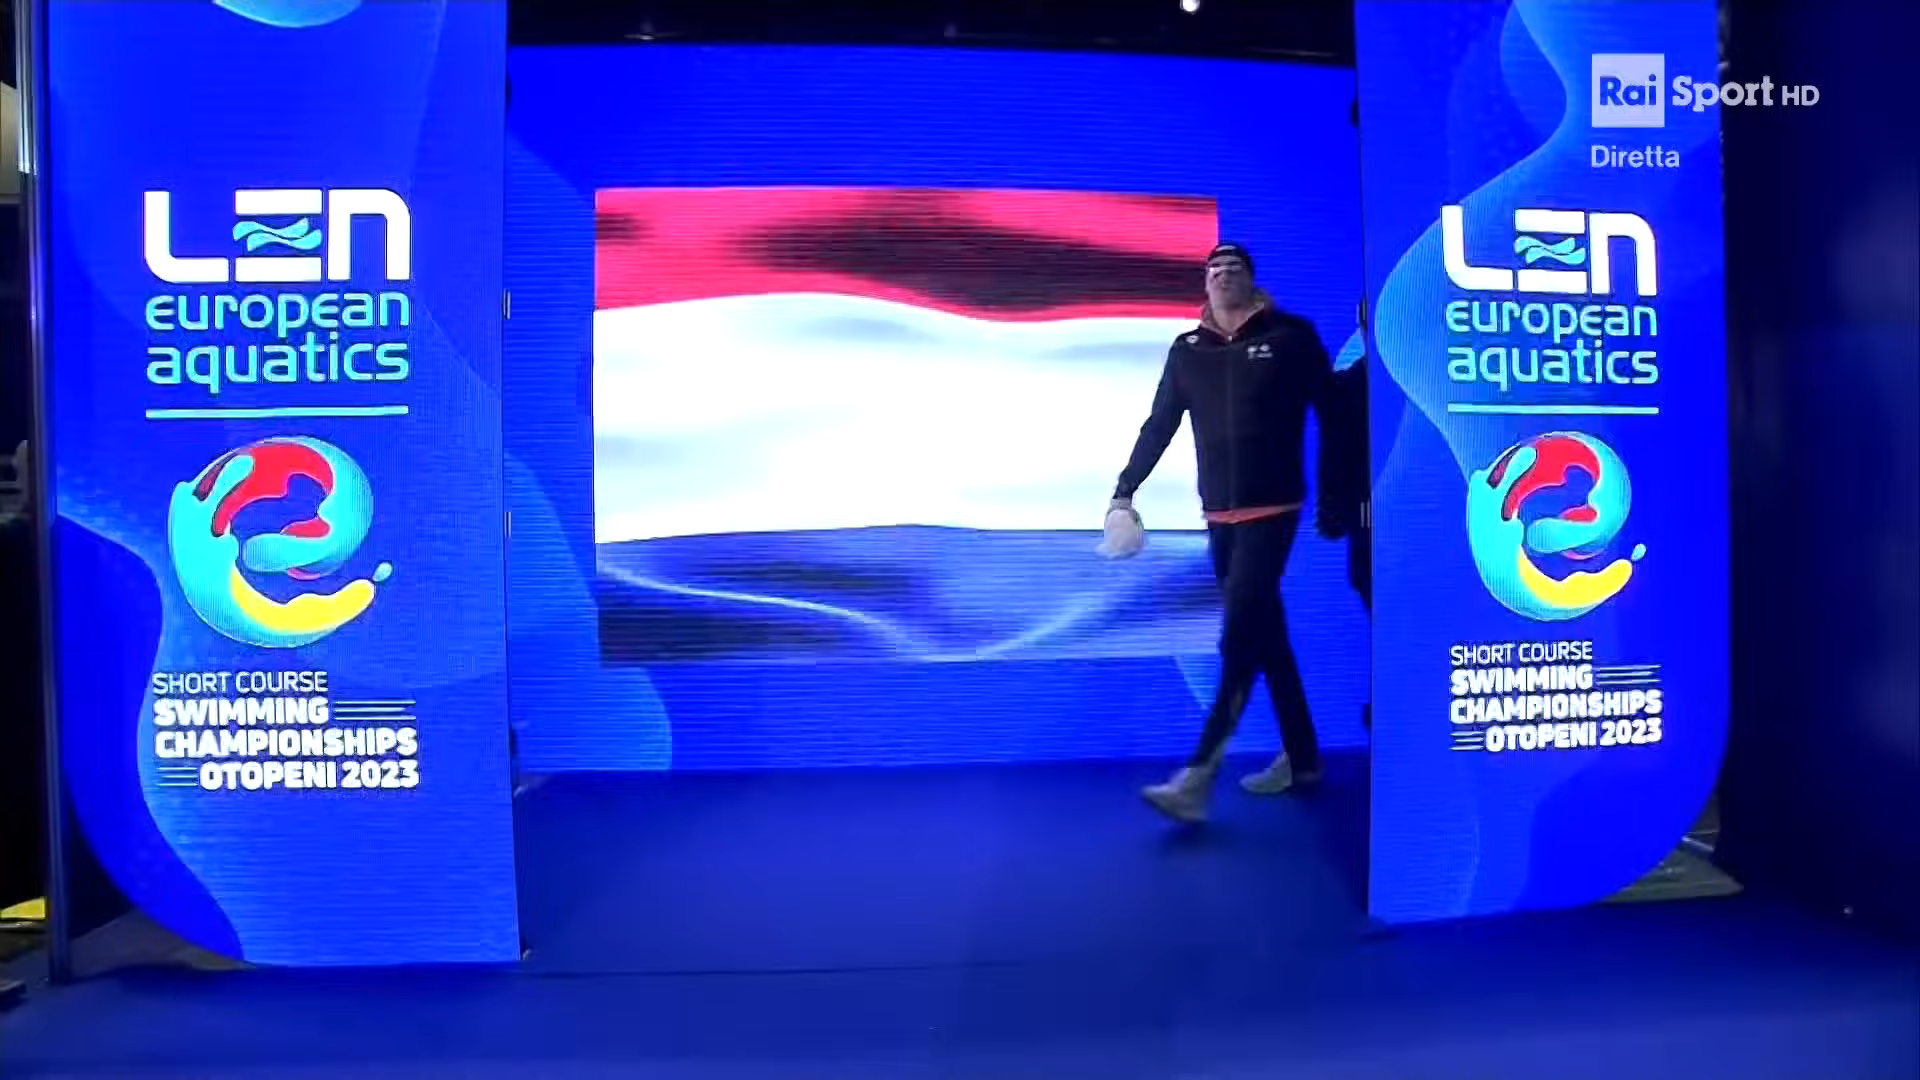 Rai Sport HD
Diretta
LEN
european
aquatics
SHORT COURSE
SWIMMING
CHAMPIONSHIPS
OTOPENI 2023
LEN
european
aquatics
SHORT COURSE
SWIMMING
CHAMPIONSHIPS
OTOPENI 2023